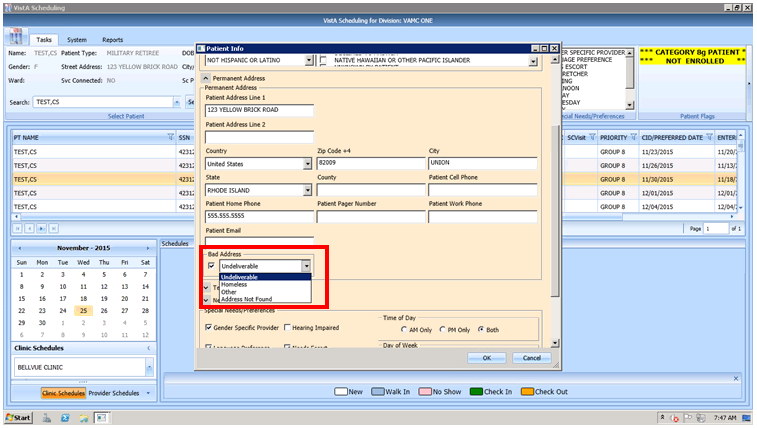 VistA Scheduling
VistA Scheduling for Division: VAMC ONE
Tasks System Reports
Name: TEST,CS Patient Type: MILITARY RETIREE DOB
Gender: F Street Address: 123 YELLOW BRICK ROAD City/
Ward: Svc Connected: NO Sc P
Search: TEST,CS Se
Select Patient
ER SPECIFIC PROVIDER
AGE PREFERENCE
ESCORT
RETCHER
ING
NOON
DAY
ESDAY
cial Needs/Preferences
*** CATEGORY 8g PATIENT *
*** NOT ENROLLED **
Patient Flags
PT NAME SSN SCVisit PRIORITY CID/PREFERRED DATE ENTER
TEST,CS 42312 GROUP 8 11/23/2015 11/20/2
TEST,CS 42312 GROUP 8 11/25/2015 11/13/2
TEST,CS 42312 GROUP 8 11/30/2015 11/18/2
TEST,CS 42312 GROUP 8 12/01/2015 12/01/2
TEST,CS 42312 GROUP 8 12/04/2015 12/04/2
Page 1 of 1
Patient Info
NOT HISPANIC OR LATINO
NATIVE HAWAIIAN OR OTHER PACIFIC ISLANDER
Permanent Address
Permanent Address
Patient Address Line 1
123 YELLOW BRICK ROAD
Patient Address Line 2
Country Zip Code +4 City
United States 82009 UNION
State County Patient Cell Phone
RHODE ISLAND
Patient Home Phone Patient Pager Number Patient Work Phone
555.555.5555
Patient Email
Bad Address
Undeliverable
Undeliverable
Homeless
Other
Address Not Found
Te
Ne
Special Needs/Preferences
Gender Specific Provider Hearing Impaired
Language Preference Needs Escort
Time of Day
AM Only PM Only Both
Day of Week
OK Cancel
November - 2015
Sun Mon Tue Wed Thu Fri Sat
1 2 3 4 5 6 7
8 9 10 11 12 13 14
15 16 17 18 19 20 21
22 23 24 25 26 27 28
29 30 1 2 3 4 5
6 7 8 9 10 11 12
Clinic Schedules
BELLVUE CLINIC
Clinic Schedules Provider Schedules
Schedules
New Walk In No Show Check In Check Out
Start
7:47 AM